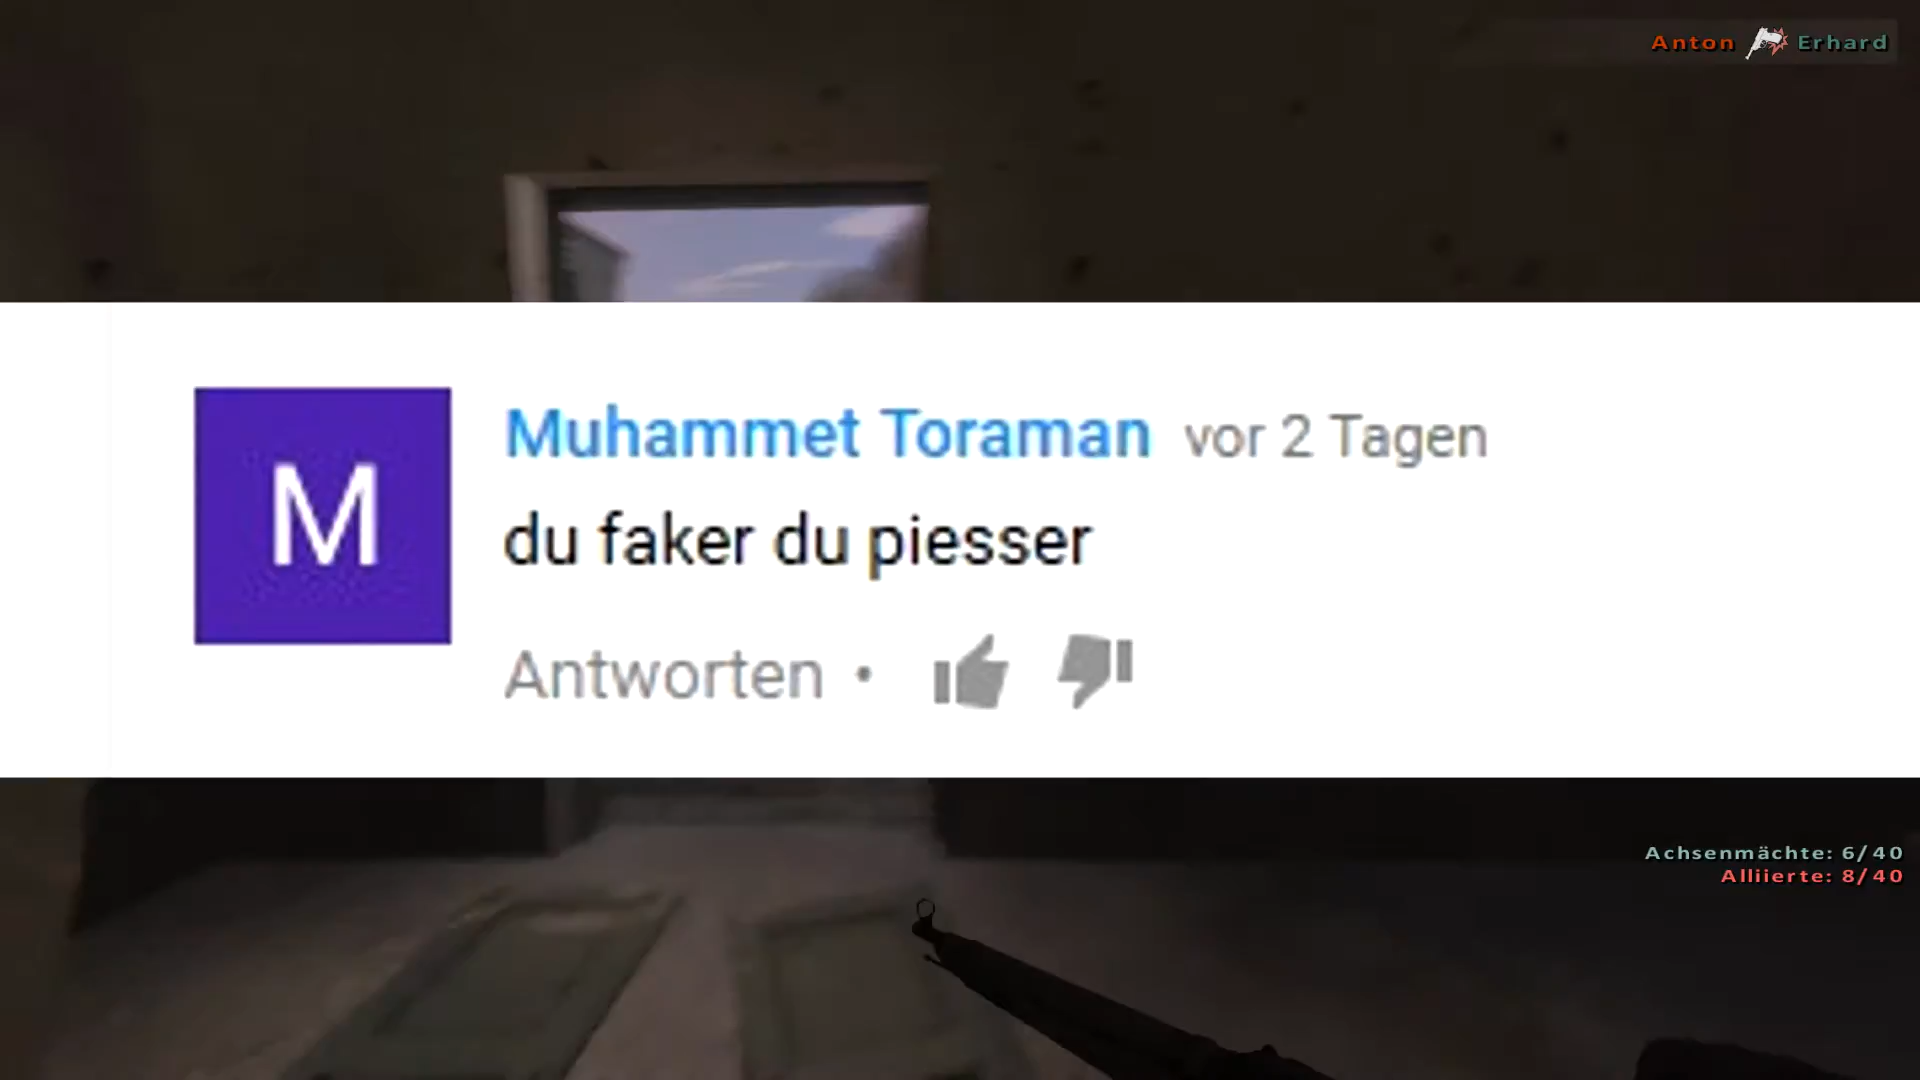 Anton Erhard
M
Muhammet Toraman vor 2 Tagen
du faker du piesser
Antworten •
Achsenmächte: 6/40
Alliierte: 8/40